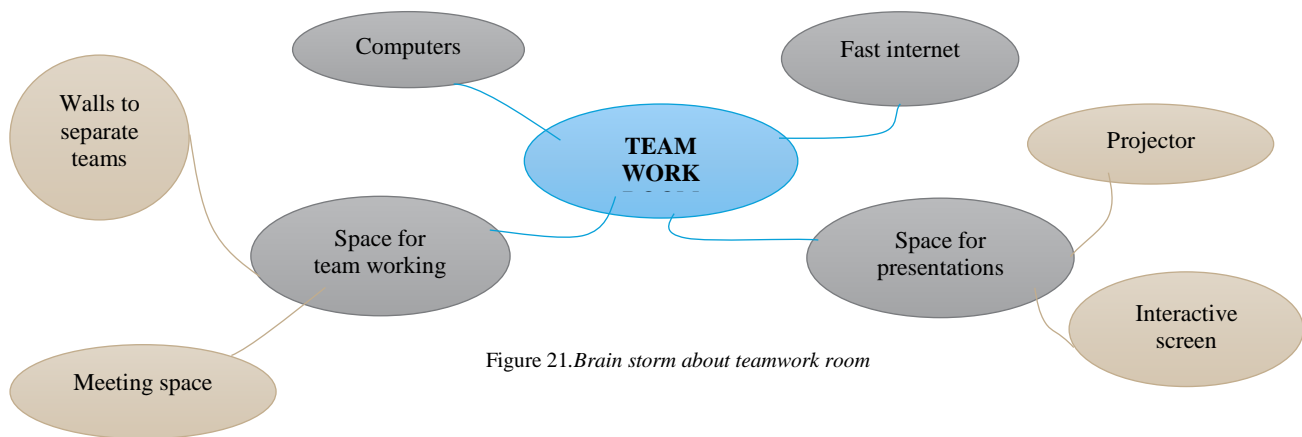 Computers
Fast internet
Walls to
separate
teams
TEAM
WORK
Projector
Space for
team working
Space for
presentations
Interactive
screen
Meeting space
Figure 21.Brain storm about teamwork room